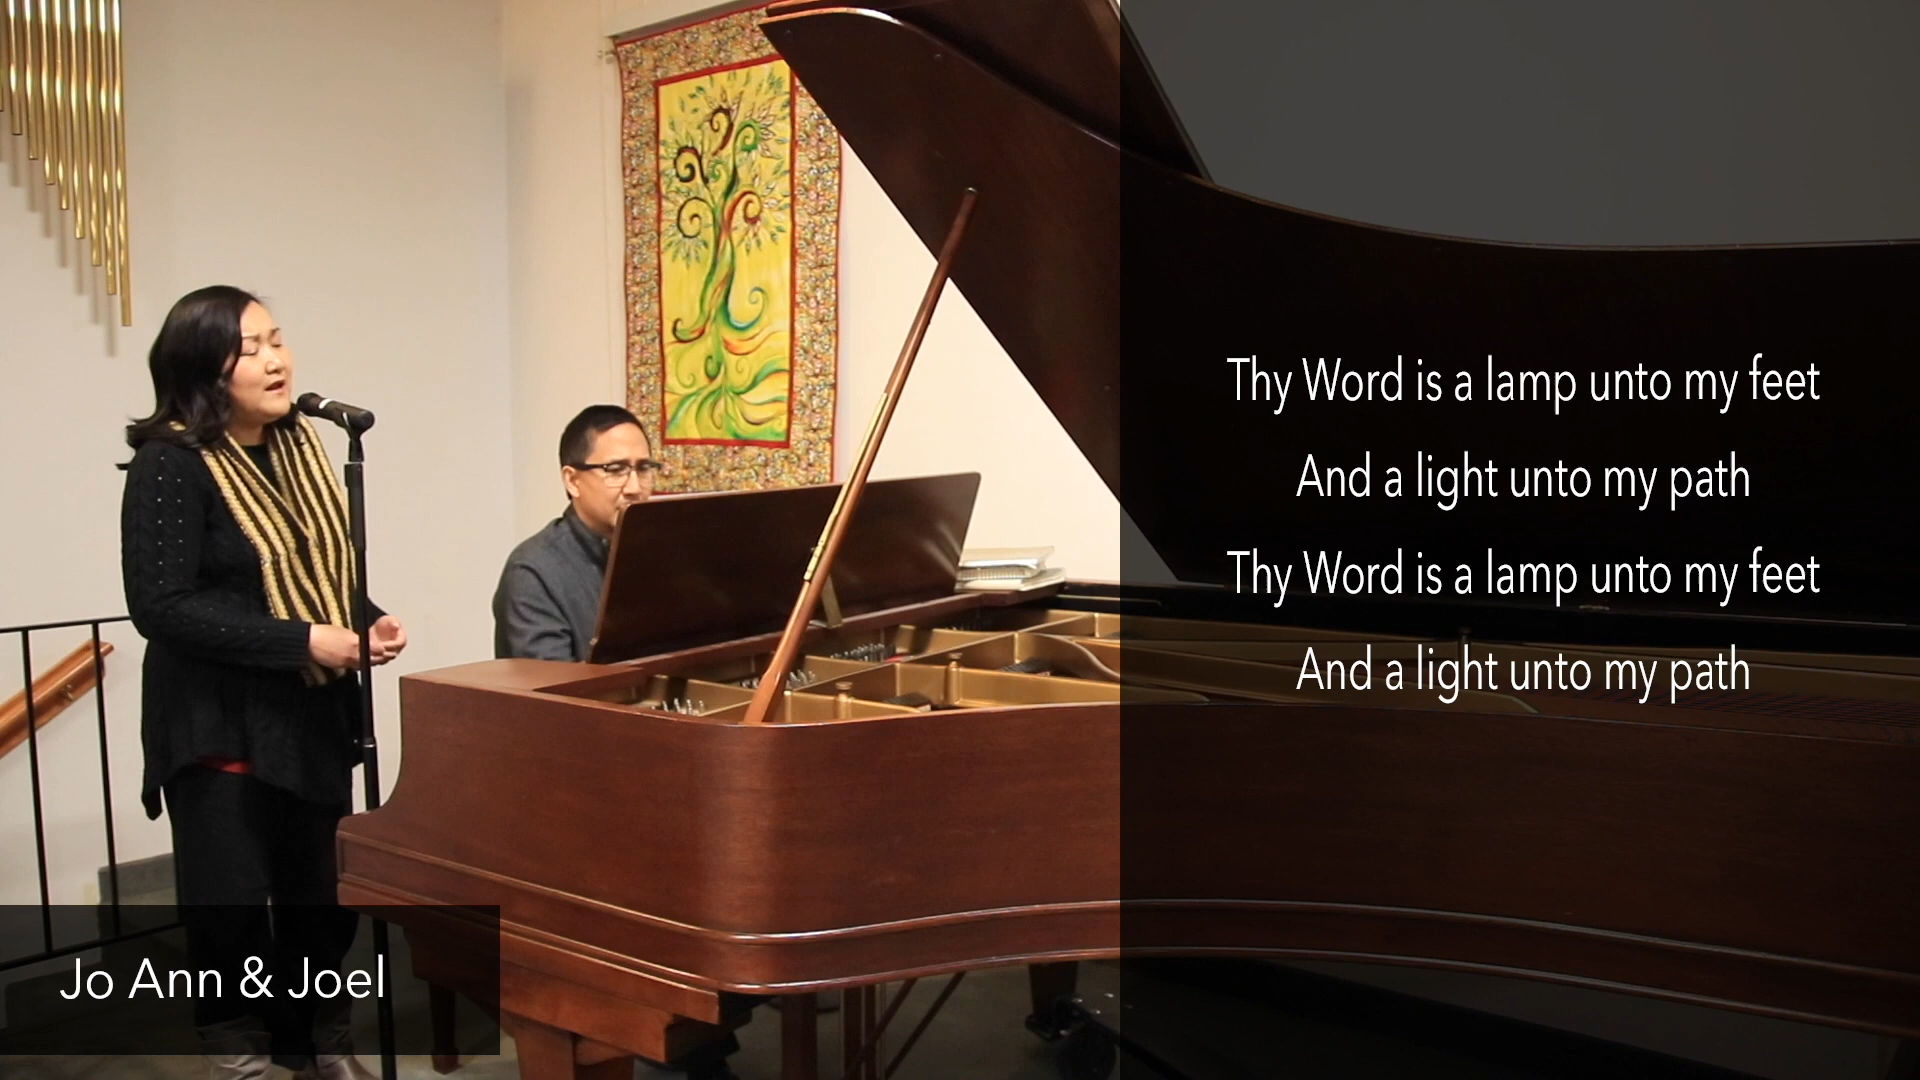 Thy Word is a lamp unto my feet
And a light unto my path
Thy Word is a lamp unto my feet
And a light unto my path
Jo Ann & Joel